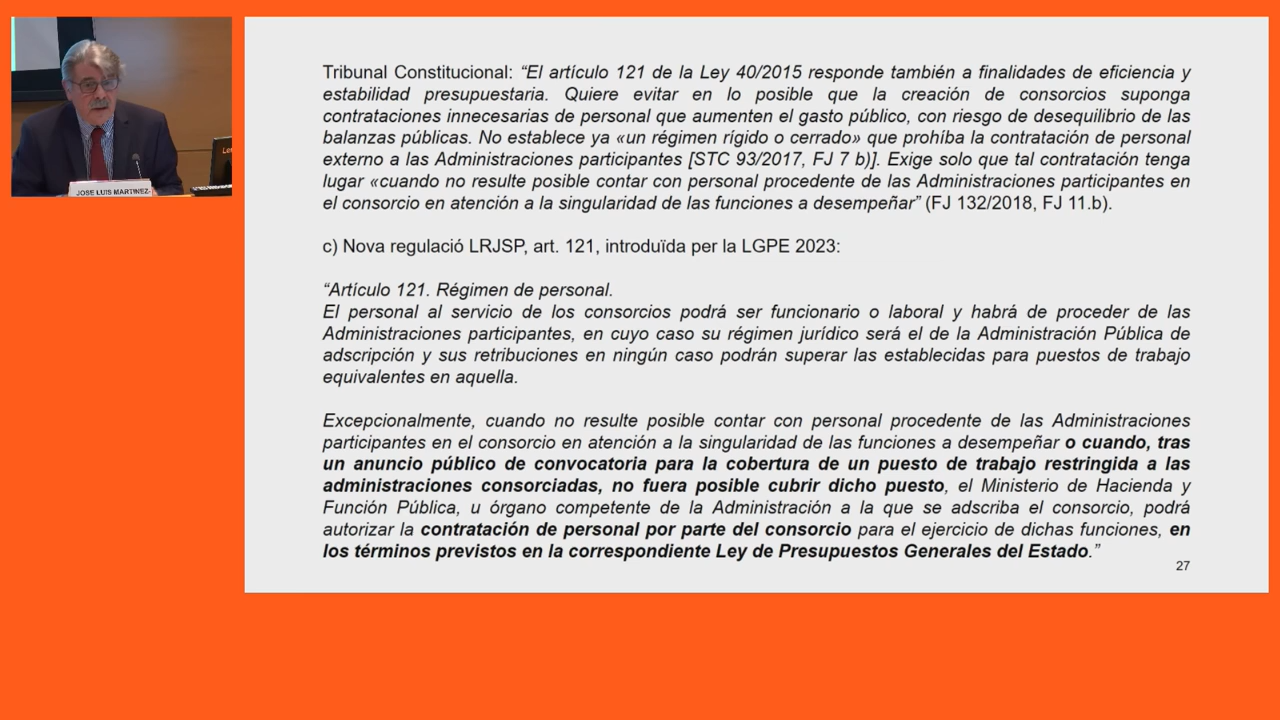 JOSE LUIS MARTINEZ-
Tribunal Constitucional: “El artículo 121 de la Ley 40/2015 responde también a finalidades de eficiencia y
estabilidad presupuestaria. Quiere evitar en lo posible que la creación de consorcios suponga
contrataciones innecesarias de personal que aumenten el gasto público, con riesgo de desequilibrio de las
balanzas públicas. No establece ya «un régimen rígido o cerrado» que prohíba la contratación de personal
externo a las Administraciones participantes [STC 93/2017, FJ 7 b)]. Exige solo que tal contratación tenga
lugar «cuando no resulte posible contar con personal procedente de las Administraciones participantes en
el consorcio en atención a la singularidad de las funciones a desempeñar” (FJ 132/2018, FJ 11.b).
c) Nova regulació LRJSP, art. 121, introduïda per la LGPE 2023:
“Artículo 121. Régimen de personal.
El personal al servicio de los consorcios podrá ser funcionario o laboral y habrá de proceder de las
Administraciones participantes, en cuyo caso su régimen jurídico será el de la Administración Pública de
adscripción y sus retribuciones en ningún caso podrán superar las establecidas para puestos de trabajo
equivalentes en aquella.
Excepcionalmente, cuando no resulte posible contar con personal procedente de las Administraciones
participantes en el consorcio en atención a la singularidad de las funciones a desempeñar o cuando, tras
un anuncio público de convocatoria para la cobertura de un puesto de trabajo restringida a las
administraciones consorciadas, no fuera posible cubrir dicho puesto, el Ministerio de Hacienda y
Función Pública, u órgano competente de la Administración a la que se adscriba el consorcio, podrá
autorizar la contratación de personal por parte del consorcio para el ejercicio de dichas funciones, en
los términos previstos en la correspondiente Ley de Presupuestos Generales del Estado.”
27